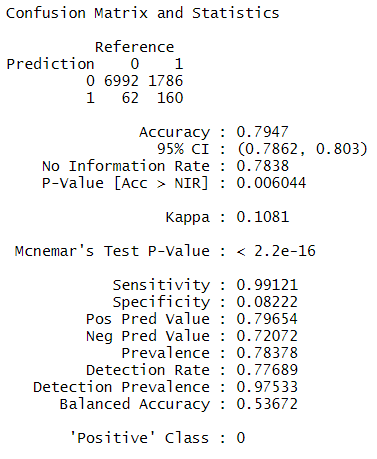 Confusion Matrix and Statistics
Reference
Prediction 0 1
0 6992 1786
1 62 160
Accuracy : 0.7947
95% CI : (0.7862, 0.803)
No Information Rate : 0.7838
P-Value [Acc > NIR] : 0.006044
Kappa : 0.1081
Mcnemar's Test P-Value : < 2.2e-16
Sensitivity : 0.99121
Specificity : 0.08222
Pos Pred Value : 0.79654
Neg Pred Value : 0.72072
Prevalence : 0.78378
Detection Rate : 0.77689
Detection Prevalence : 0.97533
Balanced Accuracy : 0.53672
'Positive' Class : 0